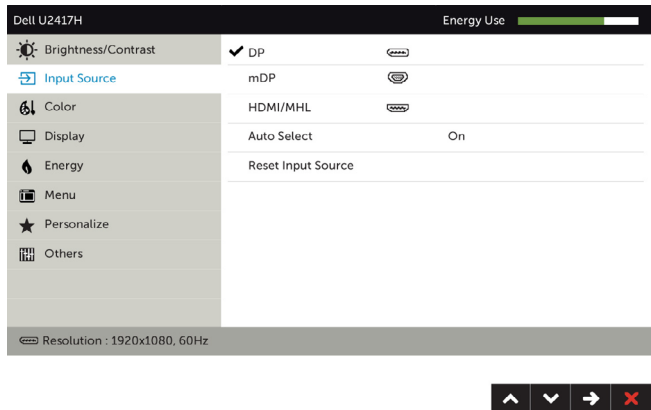 Dell U2417H Energy Use
Brightness/Contrast
Input Source
Color
Display
Energy
Menu
Personalize
Others
DP
mDP
HDMI/MHL
Auto Select On
Reset Input Source
Resolution : 1920x1080, 60Hz